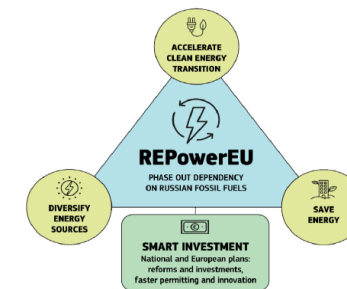 ACCELERATE
CLEAN ENERGY
TRANSITION
REPowerEU
PHASE OUT DEPENDENCY
ON RUSSIAN FOSSIL FUELS
DIVERSIFY
ENERGY
SOURCES
SAVE
ENERGY
SMART INVESTMENT
National and European plans:
reforms and investments,
faster permitting and innovation